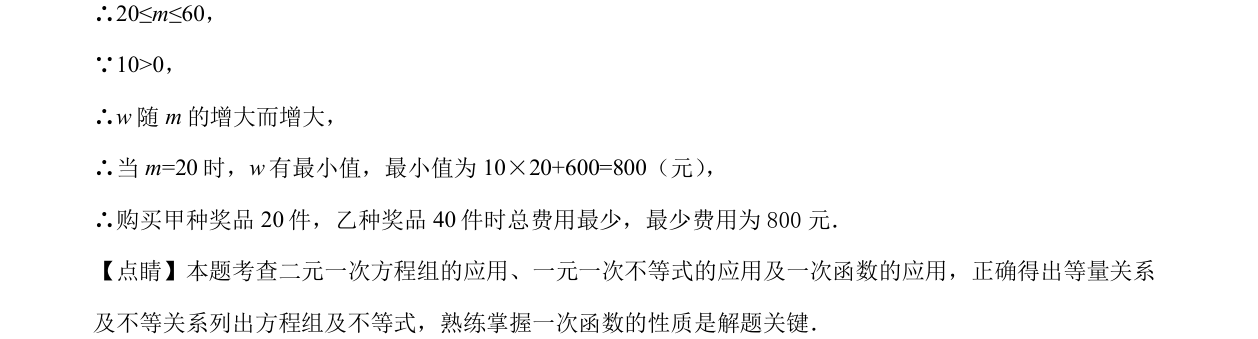 ∴20≤m≤60，
∵10>0，
∴w 随 m 的增大而增大，
∴当 m=20 时，w 有最小值，最小值为 10×20+600=800（元），
∴购买甲种奖品 20 件，乙种奖品 40 件时总费用最少，最少费用为 800 元．
【点睛】本题考查二元一次方程组的应用、一元一次不等式的应用及一次函数的应用，正确得出等量关系
及不等关系列出方程组及不等式，熟练掌握一次函数的性质是解题关键．